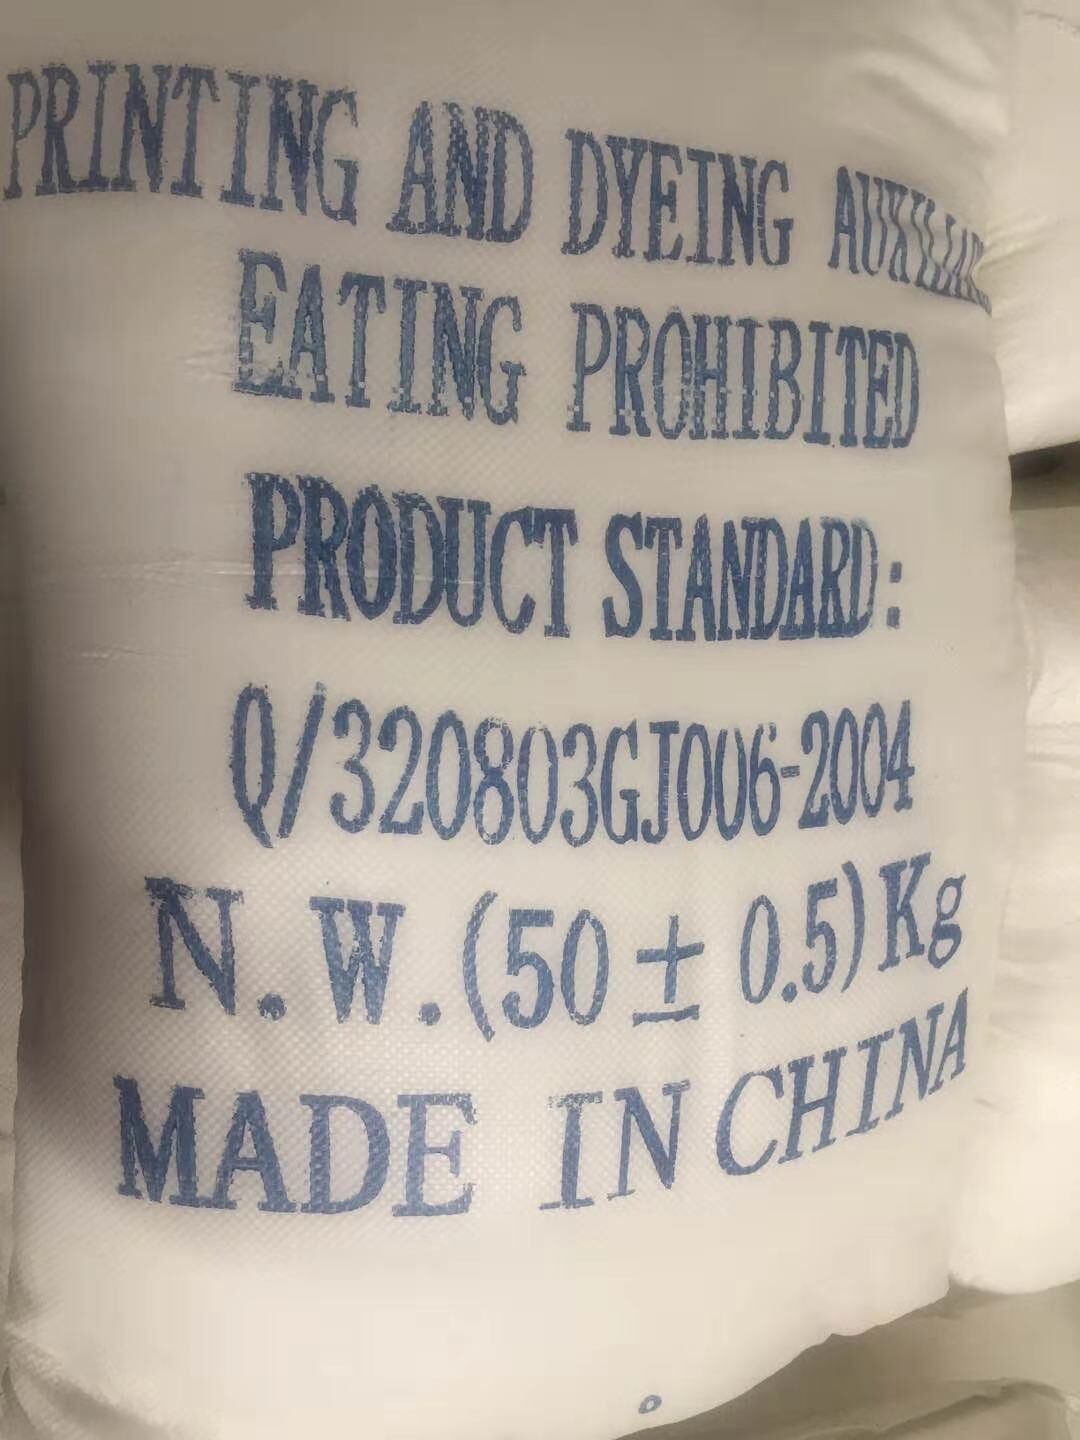 PRINTING AND DYEING
EATING PROHIBITED
PRODUCT STANDARD:
Q/320803GJ006-2004
N.W.(50±0.5)Kg
MADE IN CHINA